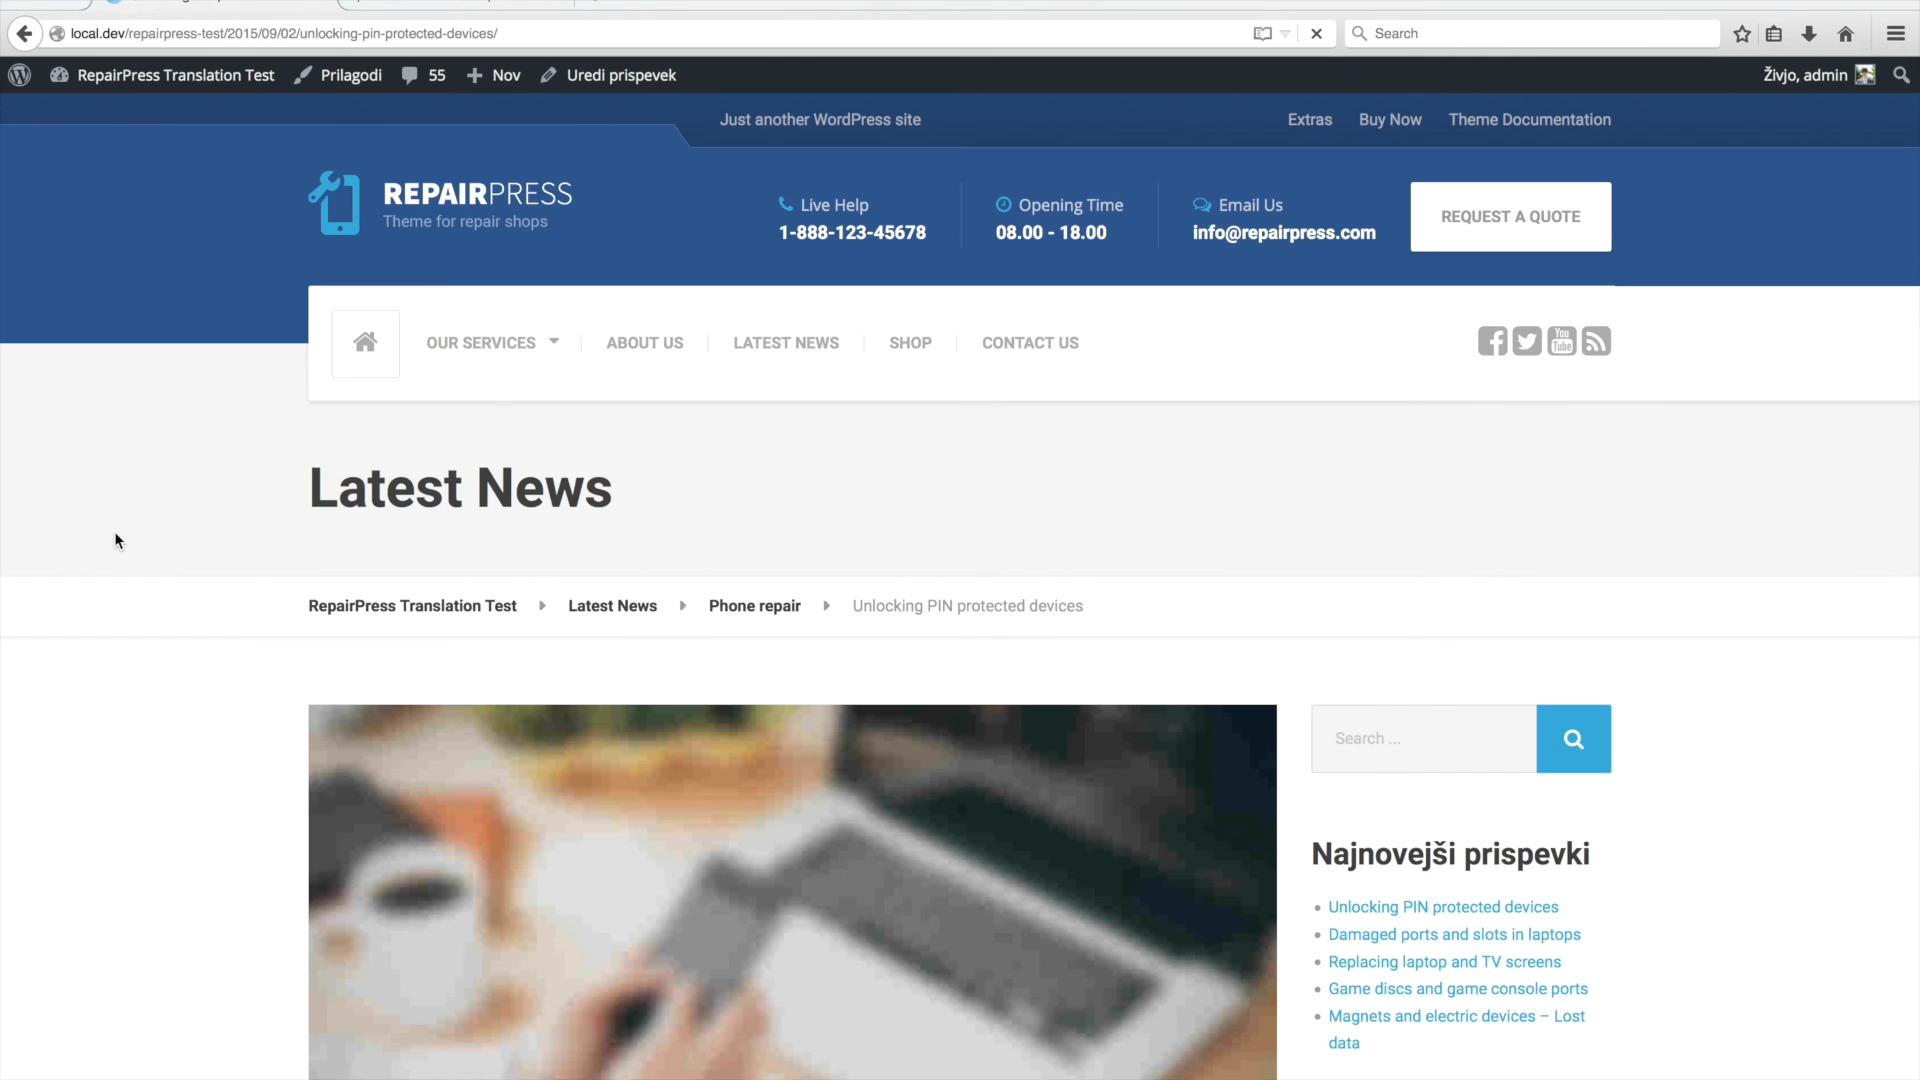 local.dev/repairpress-test/2015/09/02/unlocking-pin-protected-devices/
Search
RepairPress Translation Test
Prilagodi
55
Nov
Uredi prispevek
Živjo, admin
Just another WordPress site
Extras
Buy Now
Theme Documentation
REPAIRPRESS
Theme for repair shops
Live Help
1-888-123-45678
Opening Time
08.00 - 18.00
Email Us
info@repairpress.com
REQUEST A QUOTE
OUR SERVICES
ABOUT US
LATEST NEWS
SHOP
CONTACT US
You
Tube
Latest News
RepairPress Translation Test
Latest News
Phone repair
Unlocking PIN protected devices
Search ...
Najnovejši prispevki
Unlocking PIN protected devices
Damaged ports and slots in laptops
Replacing laptop and TV screens
Game discs and game console ports
Magnets and electric devices – Lost
data